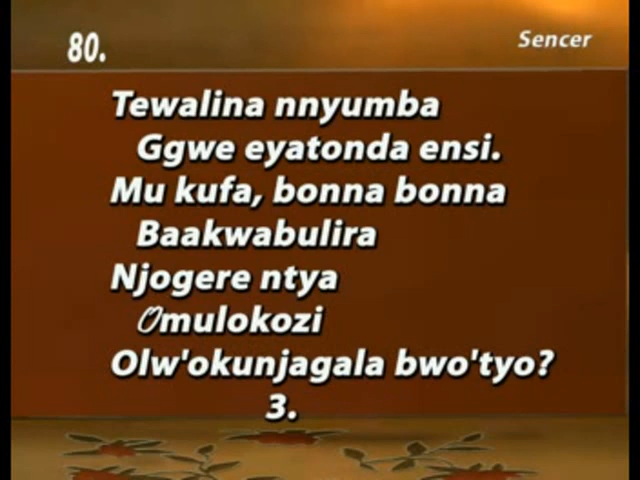 80.
Sencer
Tewalina nnyumba
Ggwe eyatonda ensi.
Mu kufa, bonna bonna
Baakwabulira
Njogere ntya
Omulokozi
Olw'okunjagala bwo'tyo?
3.